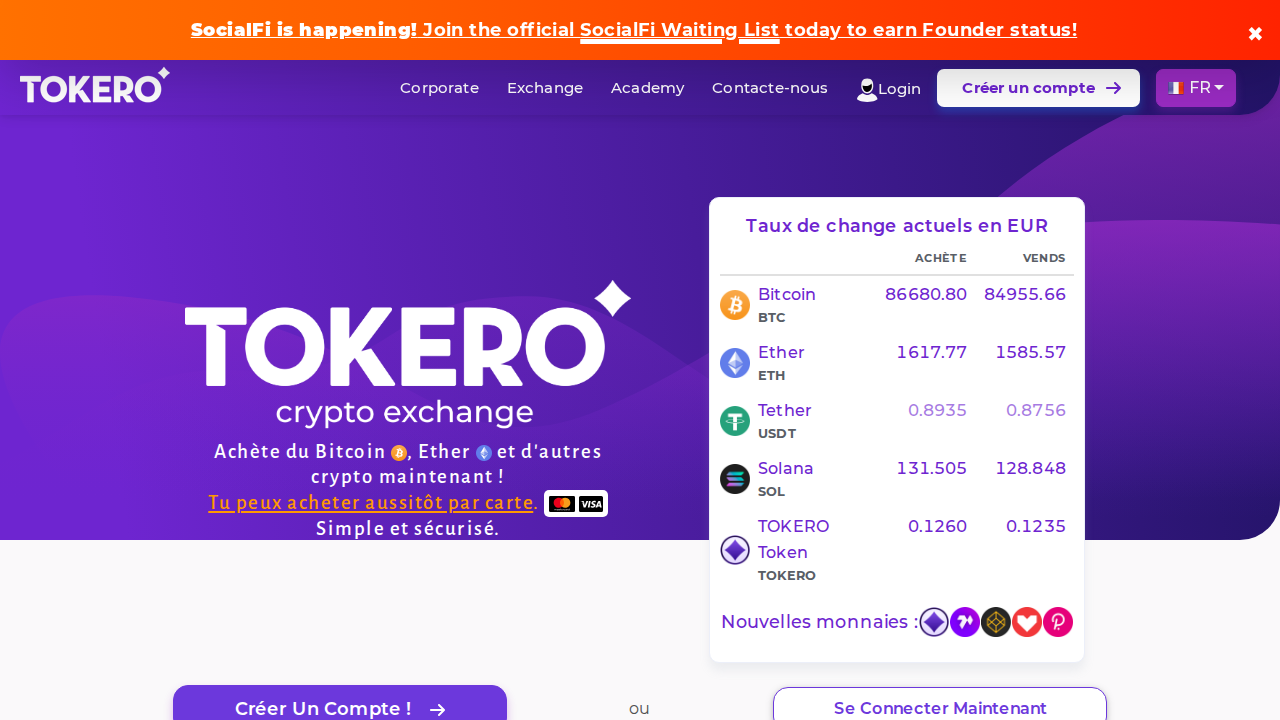 SocialFi is happening! Join the official SocialFi Waiting List today to earn Founder status!
✖
TOKERO
Corporate Exchange Academy Contacte-nous Login Créer un compte FR
Taux de change actuels en EUR
ACHÈTE VENDS
Bitcoin 86680.80 84955.66
BTC
Ether 1617.77 1585.57
ETH
Tether 0.8935 0.8756
USDT
Solana 131.505 128.848
SOL
TOKERO 0.1260 0.1235
Token
TOKERO
Nouvelles monnaies :
TOKERO
crypto exchange
Achète du Bitcoin , Ether et d'autres
crypto maintenant !
Tu peux acheter aussitôt par carte. VISA
Simple et sécurisé.
Créer Un Compte !
ou
Se Connecter Maintenant